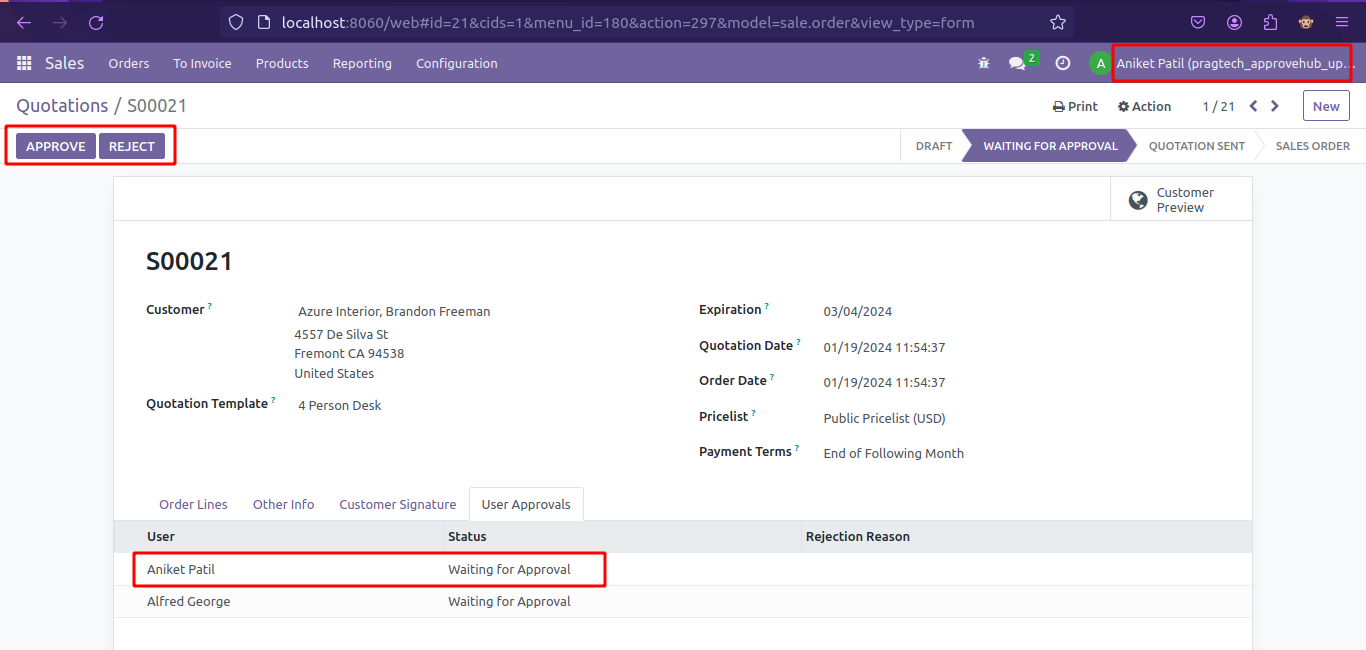 localhost:8060/web#id=21&cids=1&menu_id=180&action=297&model=sale.order&view_type=form
Sales Orders To Invoice Products Reporting Configuration 2 A Aniket Patil (pragtech_approvehub_up...
Quotations / S00021 Print Action 1 / 21 New
APPROVE REJECT DRAFT WAITING FOR APPROVAL QUOTATION SENT SALES ORDER
Customer
Preview
S00021
Customer ? Azure Interior, Brandon Freeman
4557 De Silva St
Fremont CA 94538
United States
Quotation Template ? 4 Person Desk
Expiration ? 03/04/2024
Quotation Date ? 01/19/2024 11:54:37
Order Date ? 01/19/2024 11:54:37
Pricelist ? Public Pricelist (USD)
Payment Terms ? End of Following Month
Order Lines Other Info Customer Signature User Approvals
User Status Rejection Reason
Aniket Patil Waiting for Approval
Alfred George Waiting for Approval